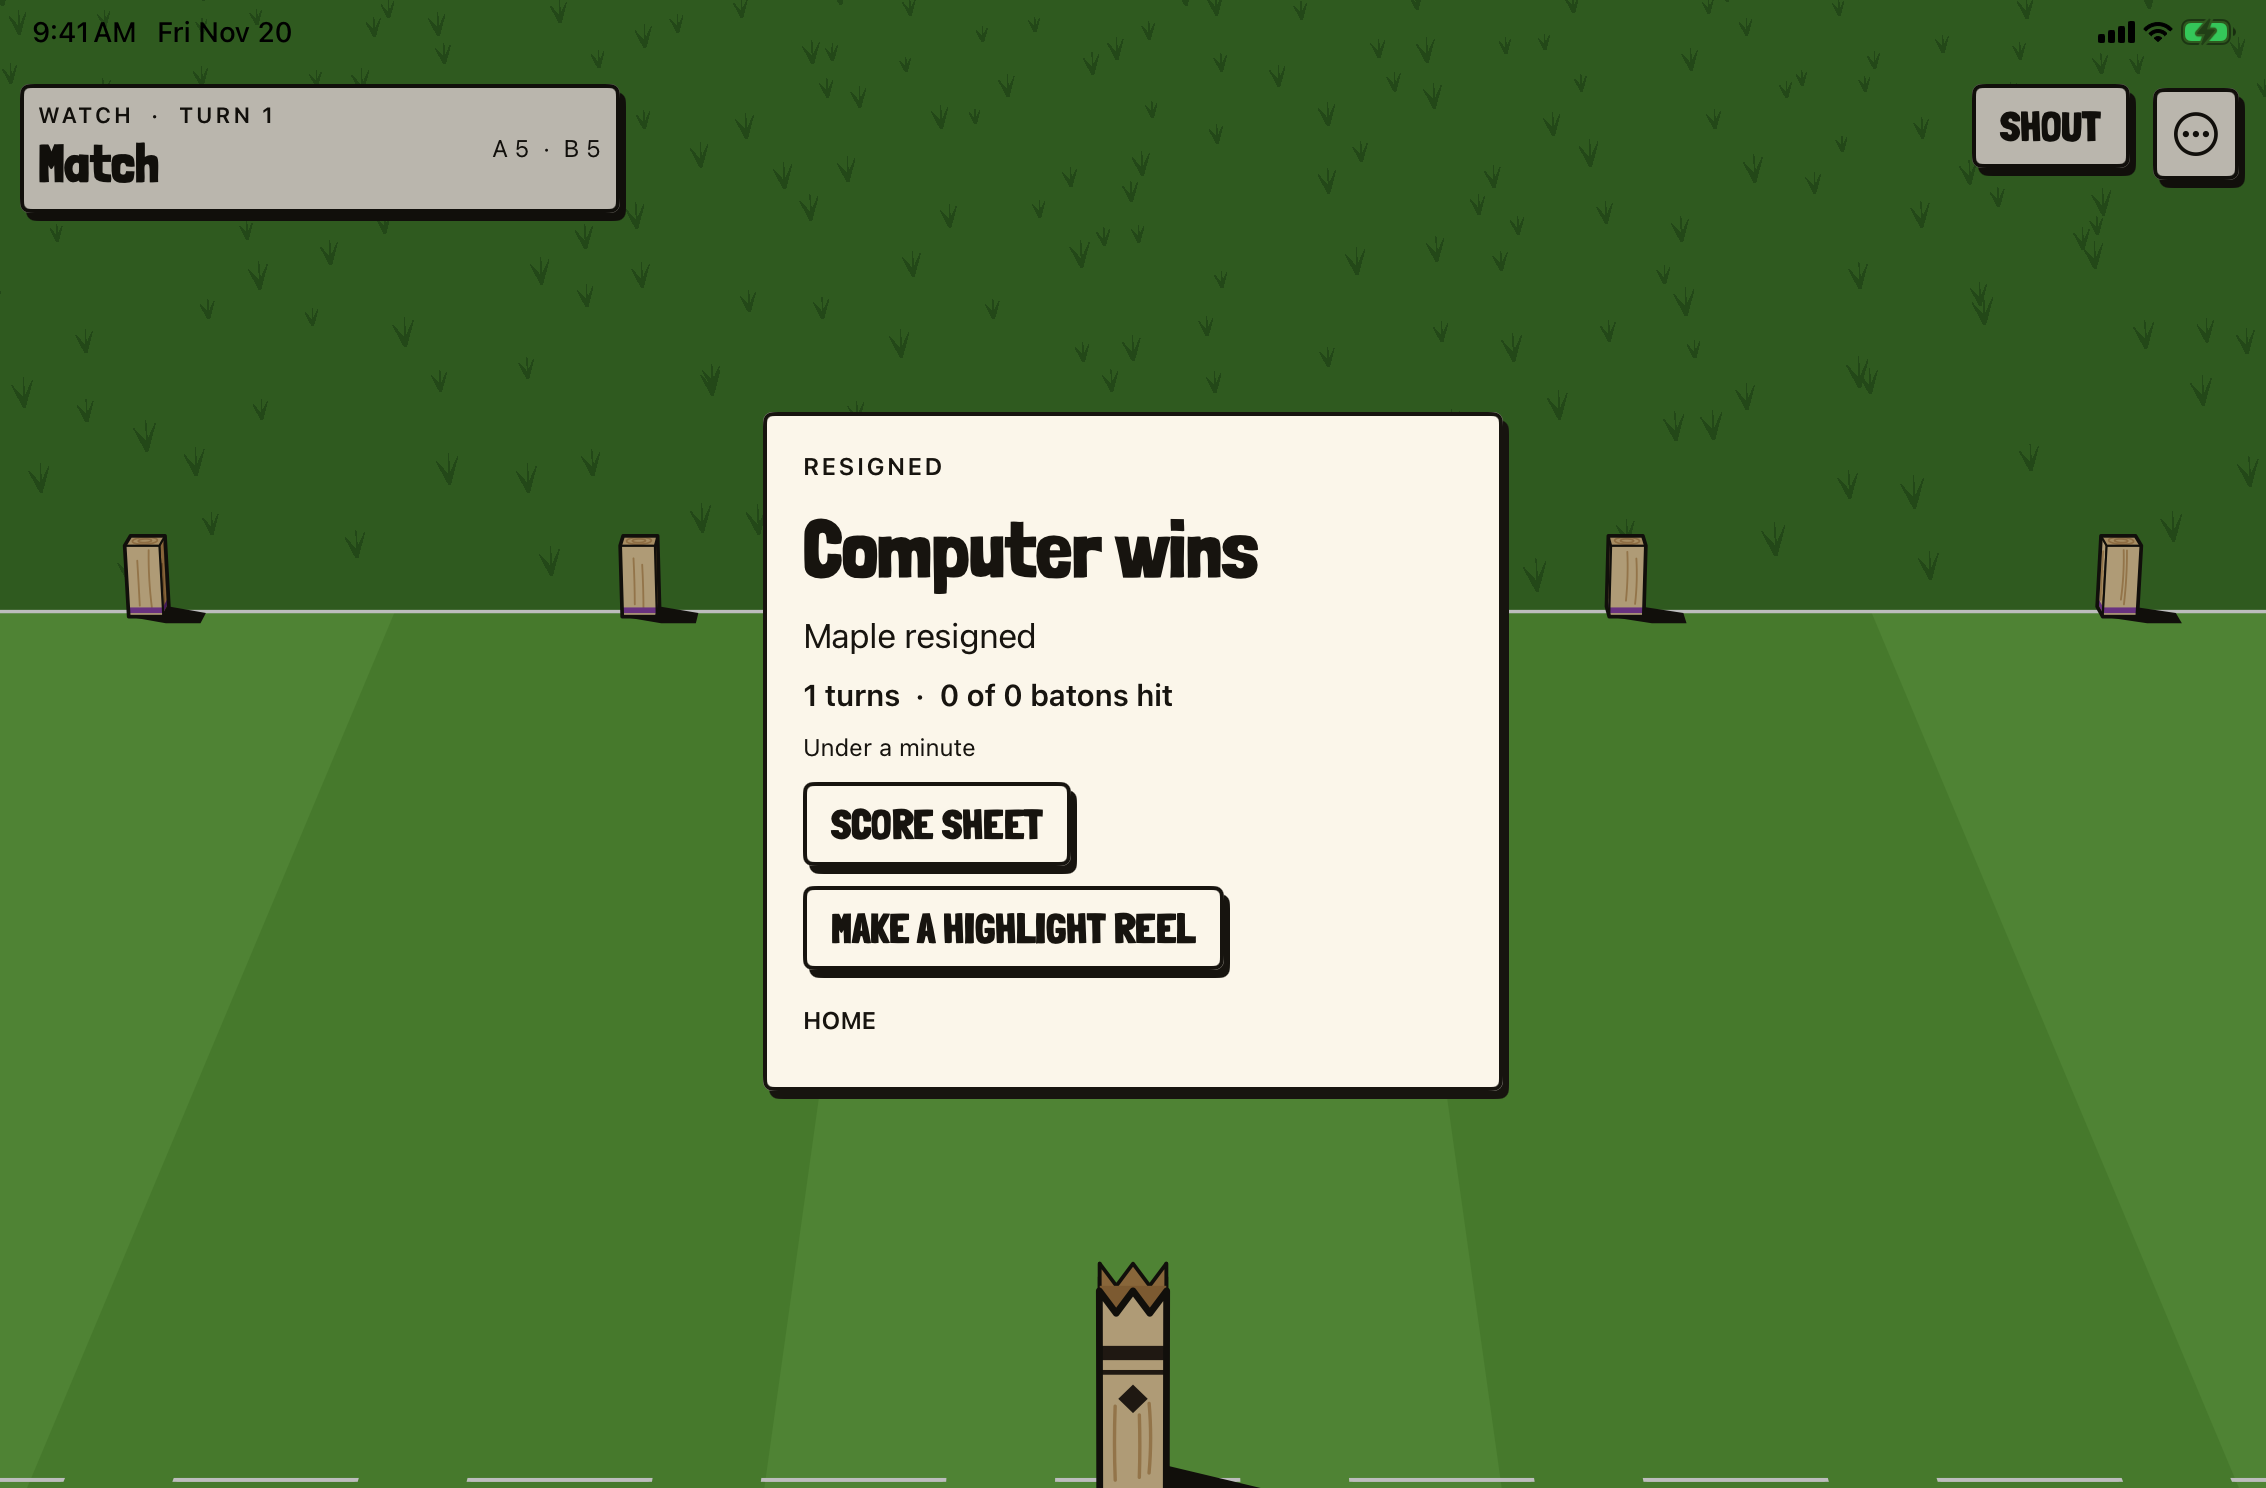 9:41 AM Fri Nov 20
WATCH · TURN 1
Match
A 5 · B 5
SHOUT
RESIGNED
Computer wins
Maple resigned
1 turns · 0 of 0 batons hit
Under a minute
SCORE SHEET
MAKE A HIGHLIGHT REEL
HOME